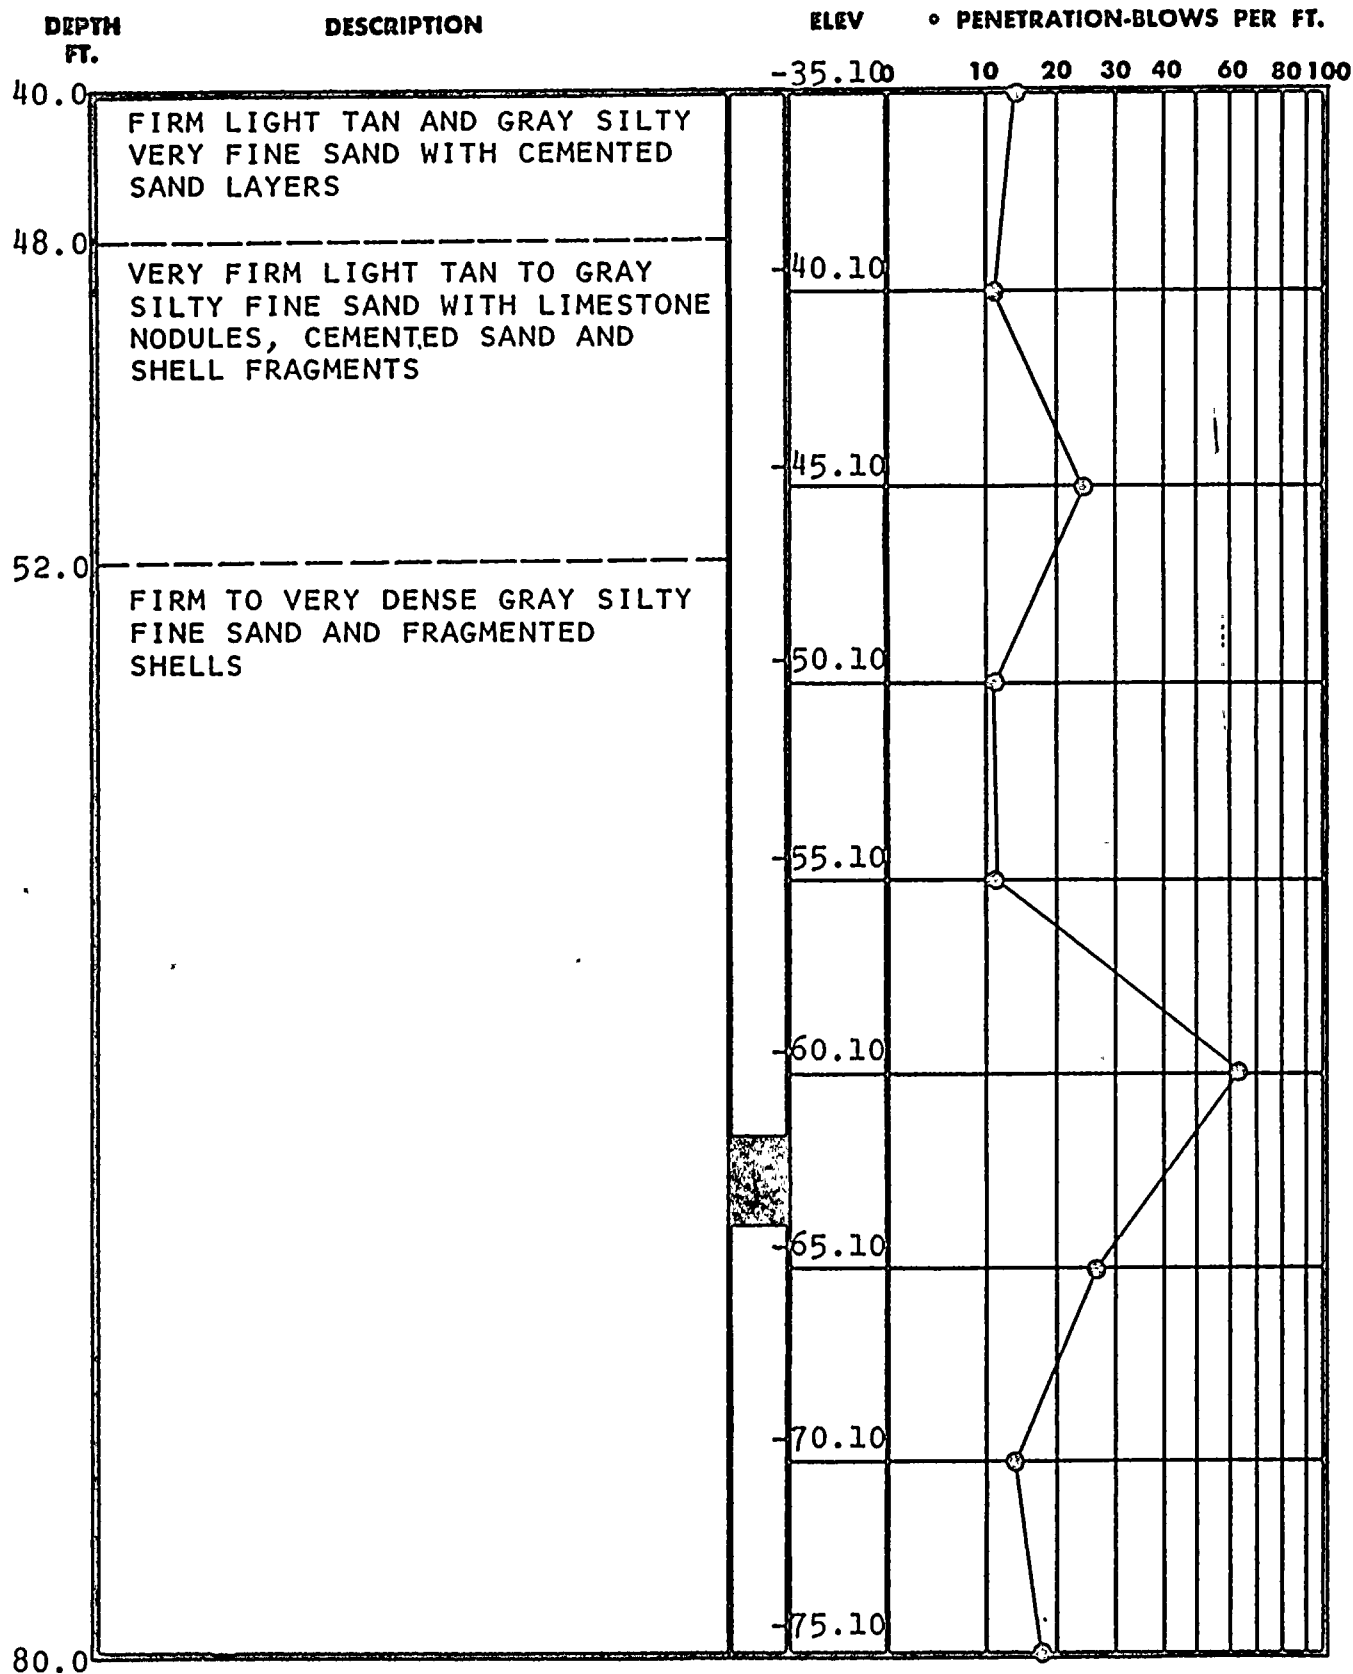 DEPTH FT.
DESCRIPTION
ELEV
PENETRATION-BLOWS PER FT.
-35.10
0 10 20 30 40 60 80 100
40.0
FIRM LIGHT TAN AND GRAY SILTY
VERY FINE SAND WITH CEMENTED
SAND LAYERS
48.0
VERY FIRM LIGHT TAN TO GRAY
SILTY FINE SAND WITH LIMESTONE
NODULES, CEMENTED SAND AND
SHELL FRAGMENTS
-40.10
-45.10
52.0
FIRM TO VERY DENSE GRAY SILTY
FINE SAND AND FRAGMENTED
SHELLS
-50.10
-55.10
-60.10
-65.10
-70.10
-75.10
80.0